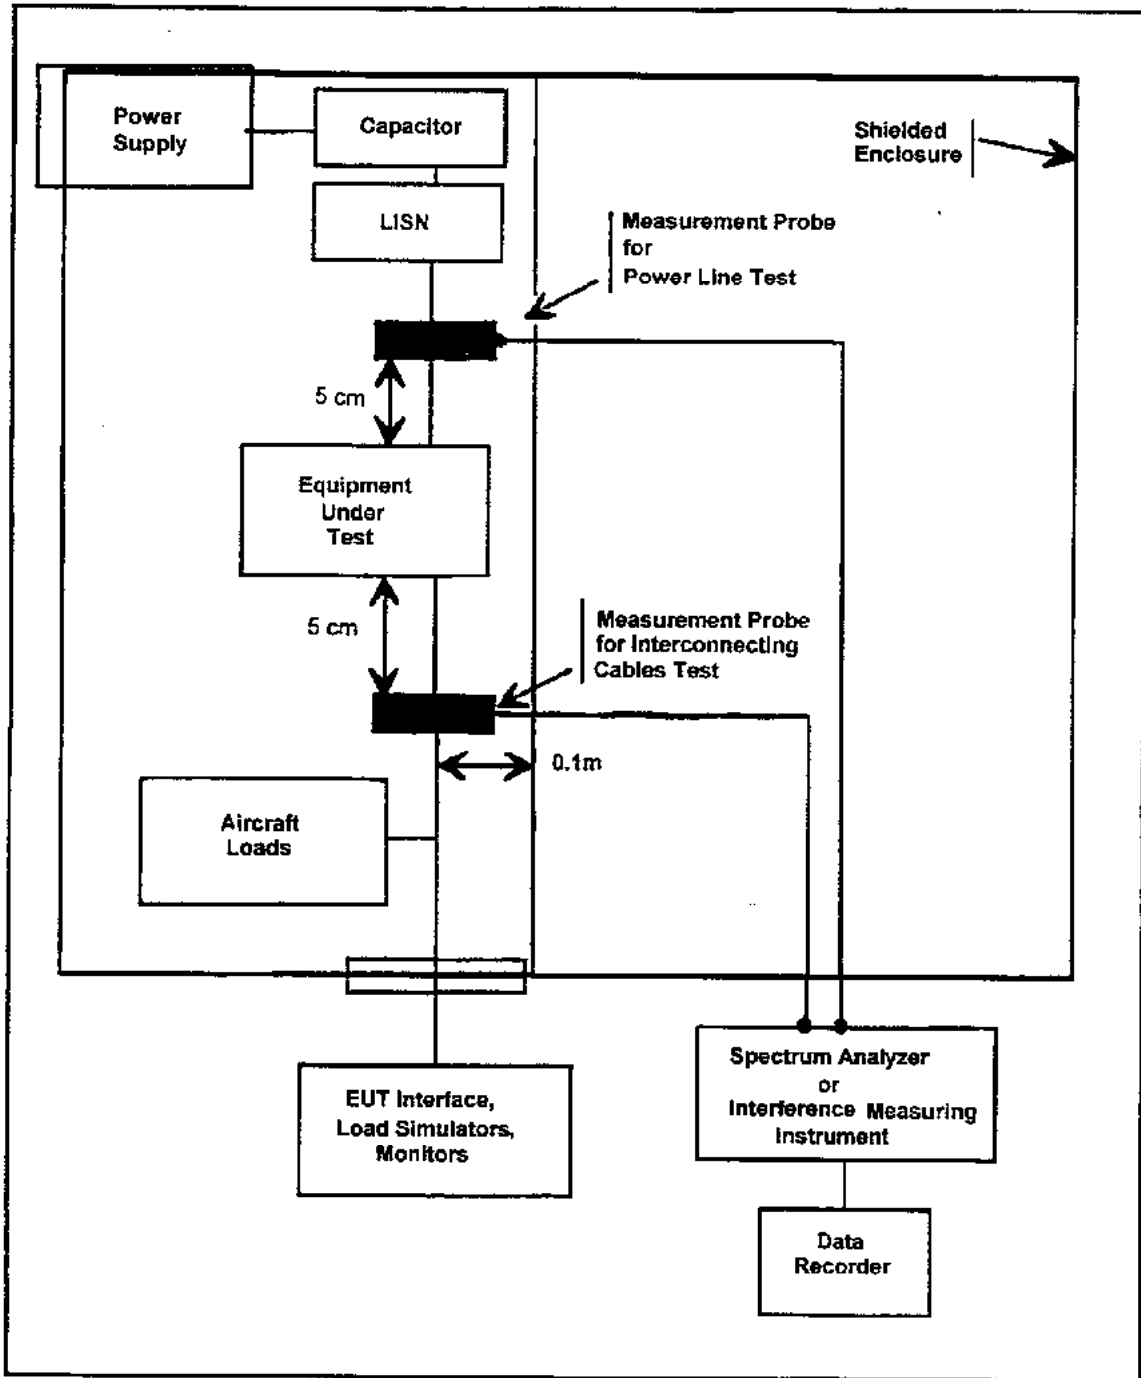 Power
Supply
Capacitor
Shielded
Enclosure
LISN
Measurement Probe
for
Power Line Test
5 cm
Equipment
Under
Test
5 cm
Measurement Probe
for Interconnecting
Cables Test
0.1m
Aircraft
Loads
EUT Interface,
Load Simulators,
Monitors
Spectrum Analyzer
or
Interference Measuring
Instrument
Data
Recorder